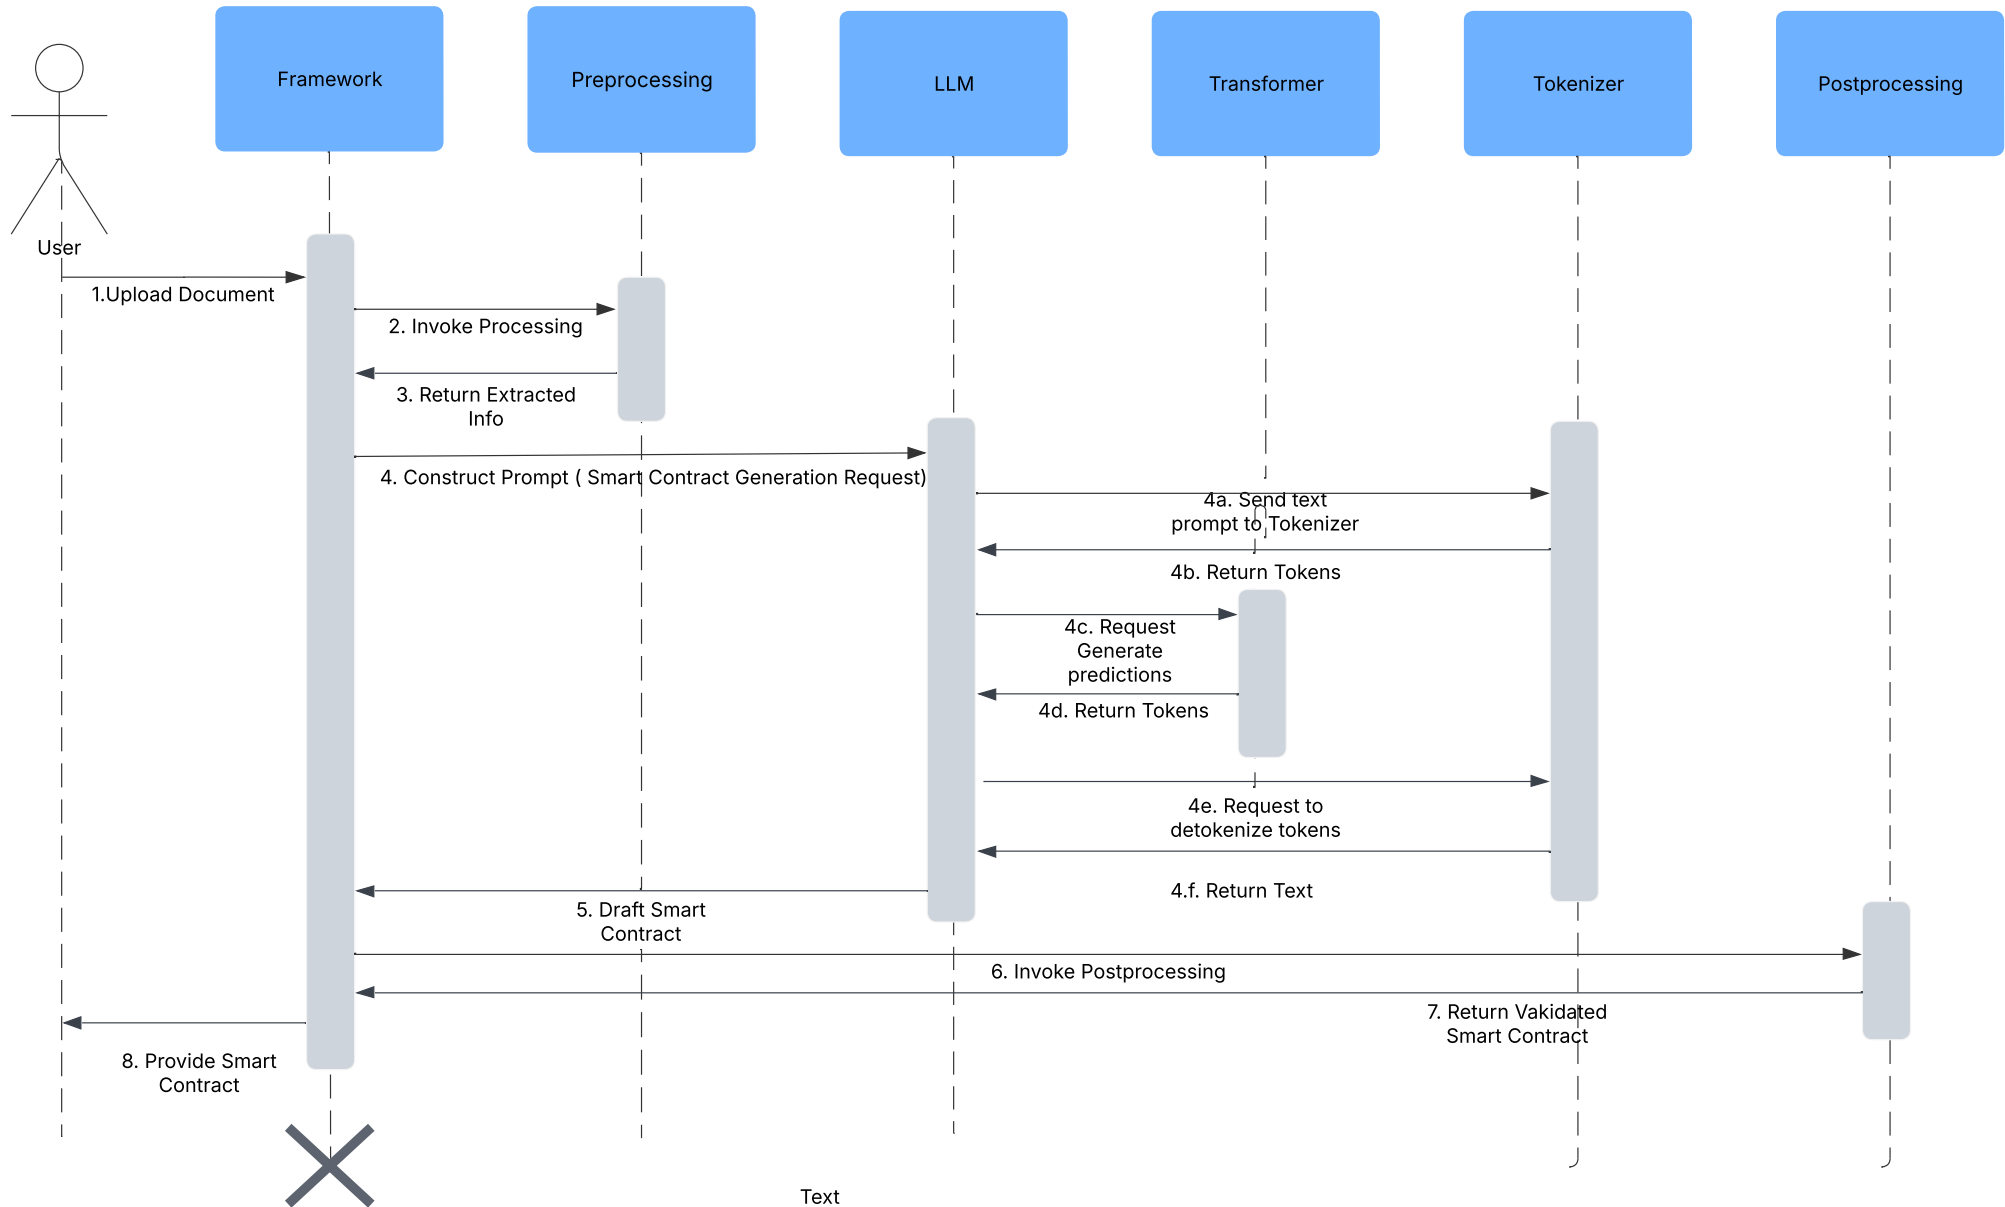 Framework
Preprocessing
LLM
Transformer
Tokenizer
Postprocessing
User
1.Upload Document
2. Invoke Processing
3. Return Extracted
Info
4. Construct Prompt ( Smart Contract Generation Request)
4a. Send text
prompt to Tokenizer
4b. Return Tokens
4c. Request
Generate
predictions
4d. Return Tokens
4e. Request to
detokenize tokens
4.f. Return Text
5. Draft Smart
Contract
6. Invoke Postprocessing
7. Return Vakidated
Smart Contract
8. Provide Smart
Contract
Text